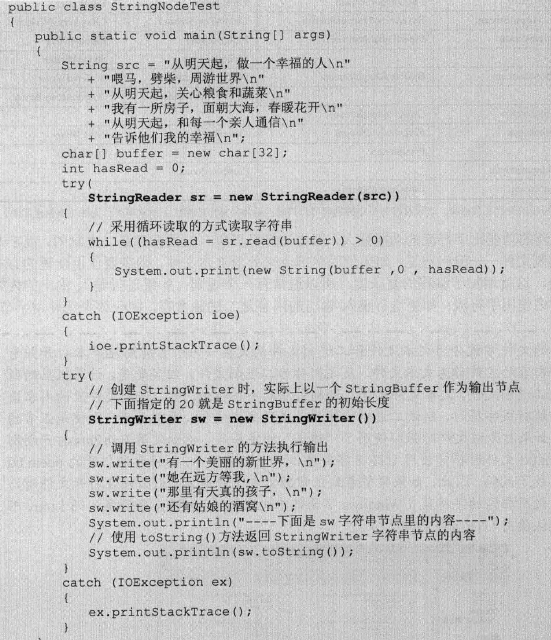 public class StringNodeTest
{
    public static void main(String[] args)
    {
        String src = "从明天起，做一个幸福的人\n"
            + "喂马，劈柴，周游世界\n"
            + "从明天起，关心粮食和蔬菜\n"
            + "我有一所房子，面朝大海，春暖花开\n"
            + "从明天起，和每一个亲人通信\n"
            + "告诉他们我的幸福\n";
        char[] buffer = new char[32];
        int hasRead = 0;
        try(
            StringReader sr = new StringReader(src))
        {
            // 采用循环读取的方式读取字符串
            while((hasRead = sr.read(buffer)) > 0)
            {
                System.out.print(new String(buffer ,0 , hasRead));
            }
        }
        catch (IOException ioe)
        {
            ioe.printStackTrace();
        }
        try(
            // 创建 StringWriter 时，实际上以一个 StringBuffer 作为输出节点
            // 下面指定的 20 就是 StringBuffer 的初始长度
            StringWriter sw = new StringWriter())
        {
            // 调用 StringWriter 的方法执行输出
            sw.write("有一个美丽的新世界，\n");
            sw.write("她在远方等我,\n");
            sw.write("那里有天真的孩子，\n");
            sw.write("还有姑娘的酒窝\n");
            System.out.println("----下面是 sw 字符串节点里的内容----");
            // 使用 toString()方法返回 StringWriter 字符串节点的内容
            System.out.println(sw.toString());
        }
        catch (IOException ex)
        {
            ex.printStackTrace();
        }